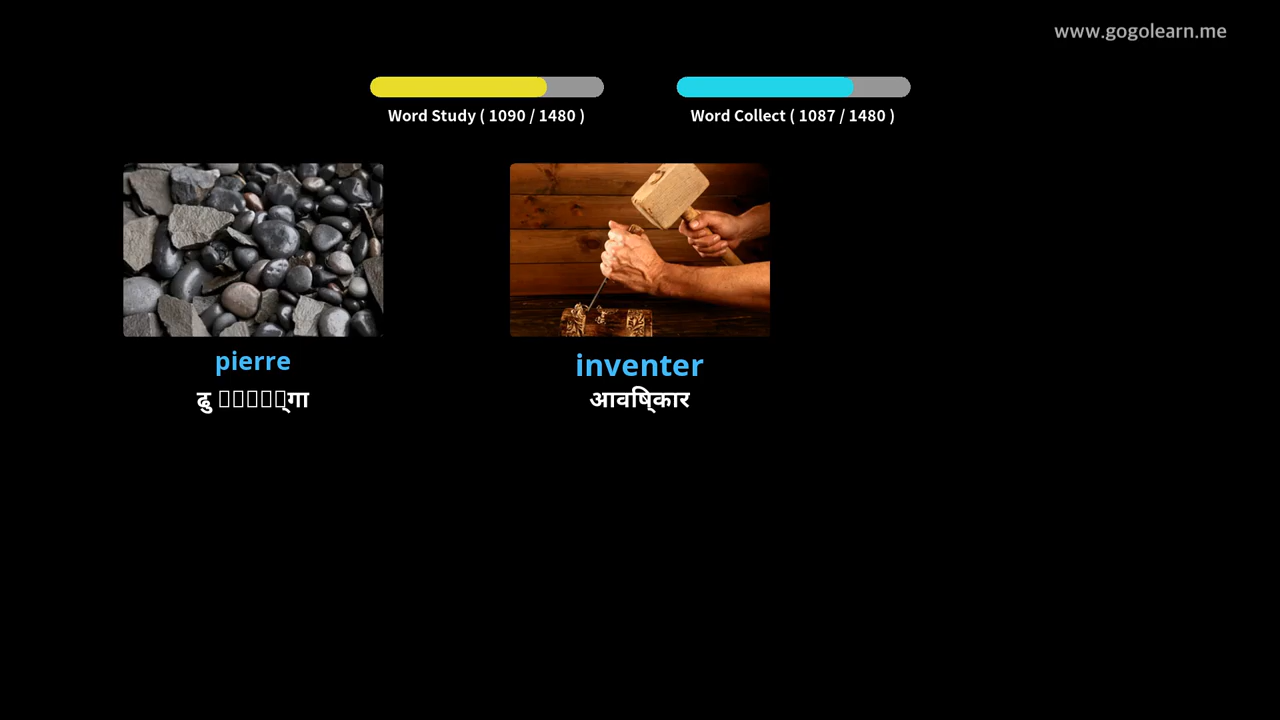 www.gogolearn.me
Word Study ( 1090 / 1480 )
Word Collect ( 1087 / 1480 )
pierre
inventer
आविष्कार